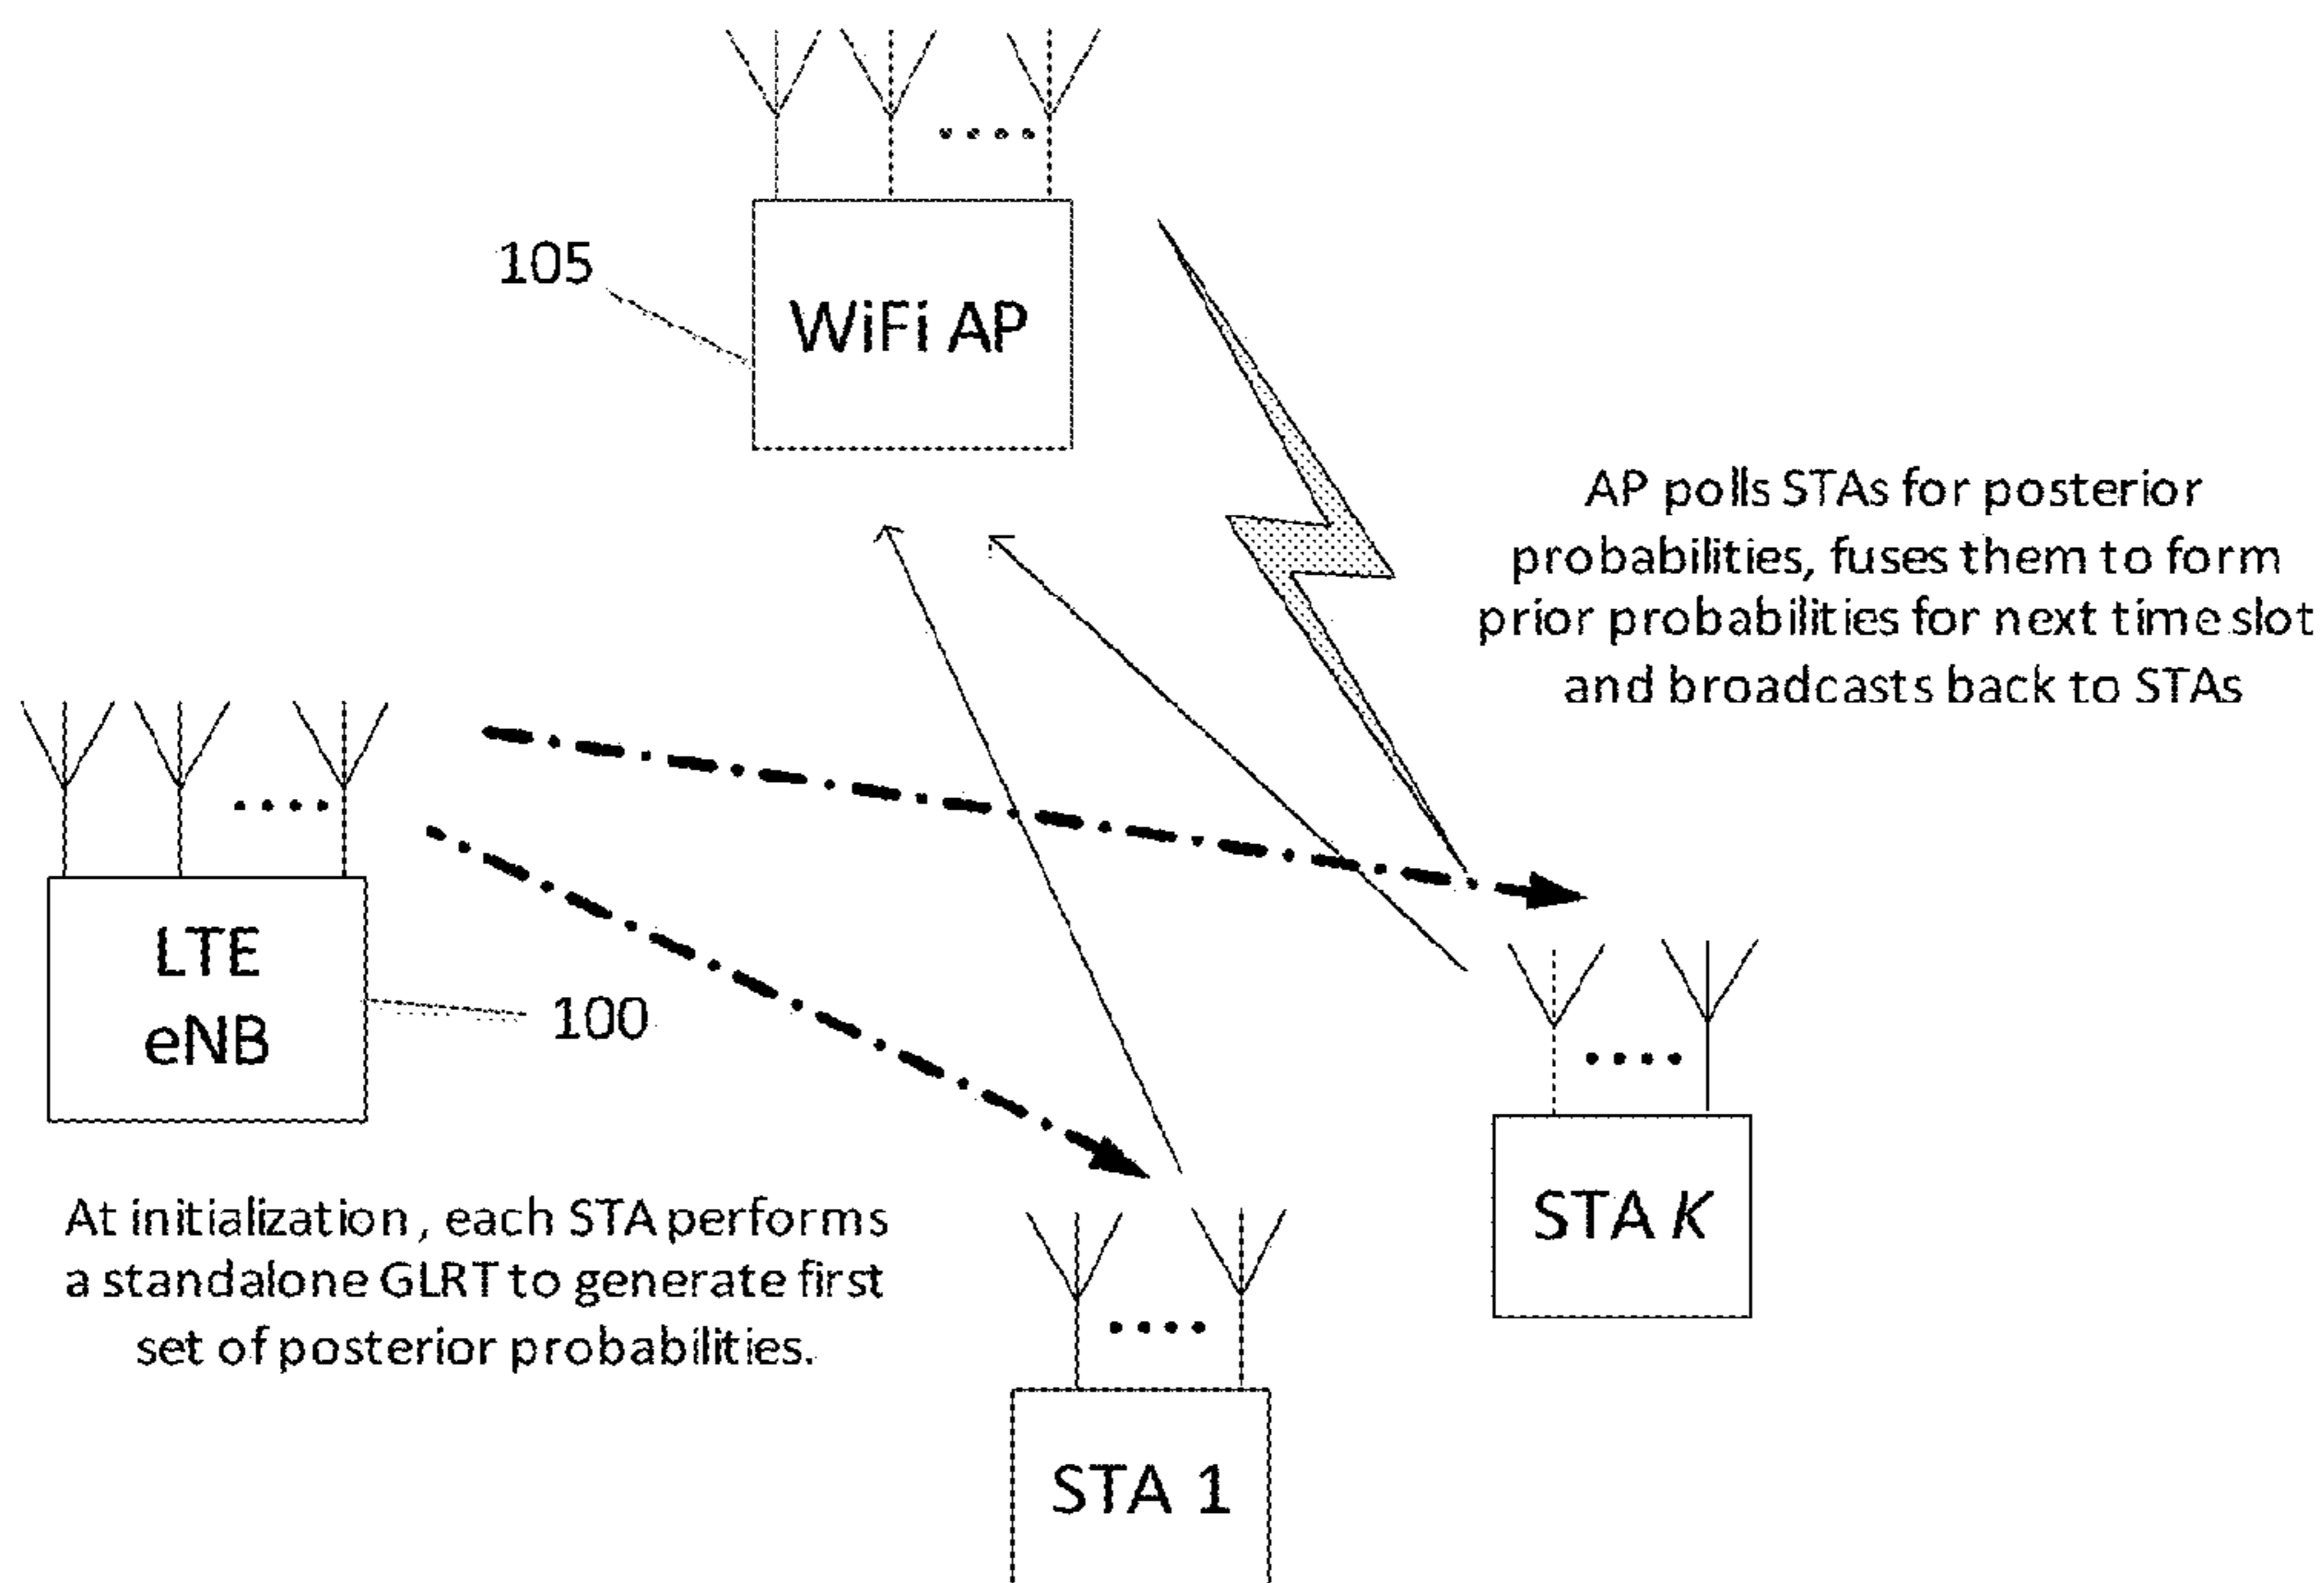 105
WiFi AP
AP polls STAs for posterior
probabilities, fuses them to form
prior probabilities for next time slot
and broadcasts back to STAs
LTE
eNB
100
At initialization, each STA performs
a standalone GLRT to generate first
set of posterior probabilities.
STA K
STA 1